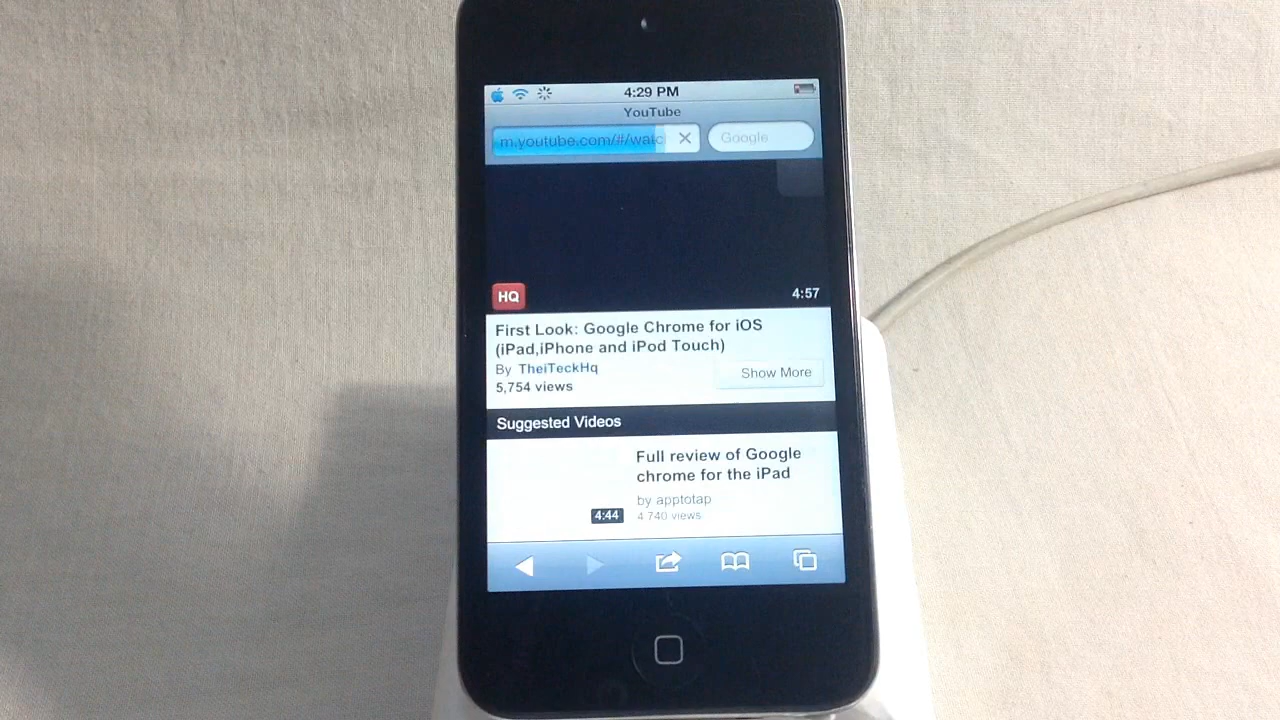 4:29 PM
YouTube
m.youtube.com/#/watc
Google
HQ
4:57
First Look: Google Chrome for iOS
(iPad,iPhone and iPod Touch)
By TheiTeckHq
5,754 views
Show More
Suggested Videos
Full review of Google
chrome for the iPad
by apptotap
4:44
4 740 views